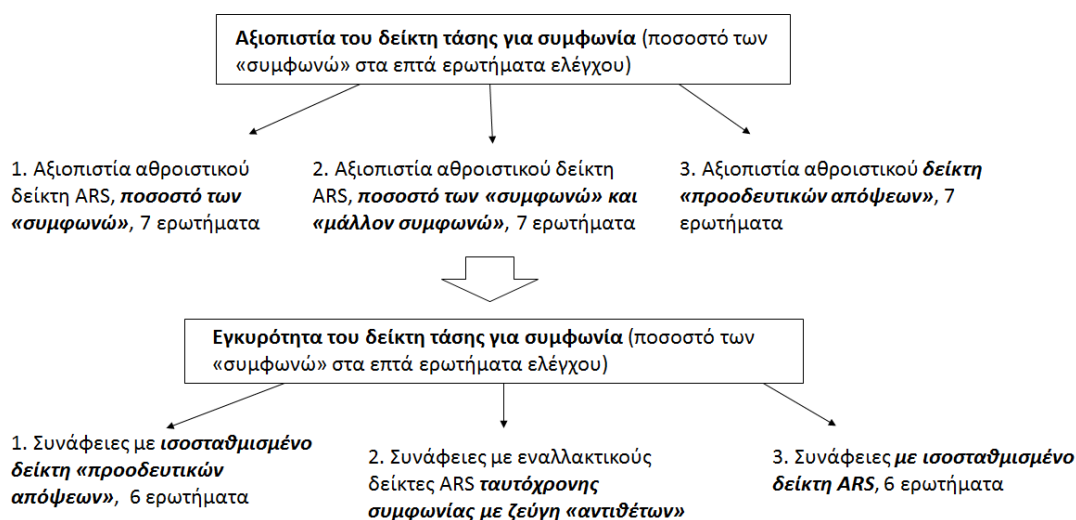 Αξιοπιστία του δείκτη τάσης για συμφωνία (ποσοστό των
«συμφωνώ» στα επτά ερωτήματα ελέγχου)
1. Αξιοπιστία αθροιστικού
δείκτη ARS, ποσοστό των
«συμφωνώ», 7 ερωτήματα
2. Αξιοπιστία αθροιστικού δείκτη
ARS, ποσοστό των «συμφωνώ» και
«μάλλον συμφωνώ», 7 ερωτήματα
3. Αξιοπιστία αθροιστικού δείκτη
«προοδευτικών απόψεων», 7
ερωτήματα
Εγκυρότητα του δείκτη τάσης για συμφωνία (ποσοστό των
«συμφωνώ» στα επτά ερωτήματα ελέγχου)
1. Συνάφειες με ισοσταθμισμένο
δείκτη «προοδευτικών
απόψεων», 6 ερωτήματα
2. Συνάφειες με εναλλακτικούς
δείκτες ARS ταυτόχρονης
συμφωνίας με ζεύγη «αντιθέτων»
3. Συνάφειες με ισοσταθμισμένο
δείκτη ARS, 6 ερωτήματα